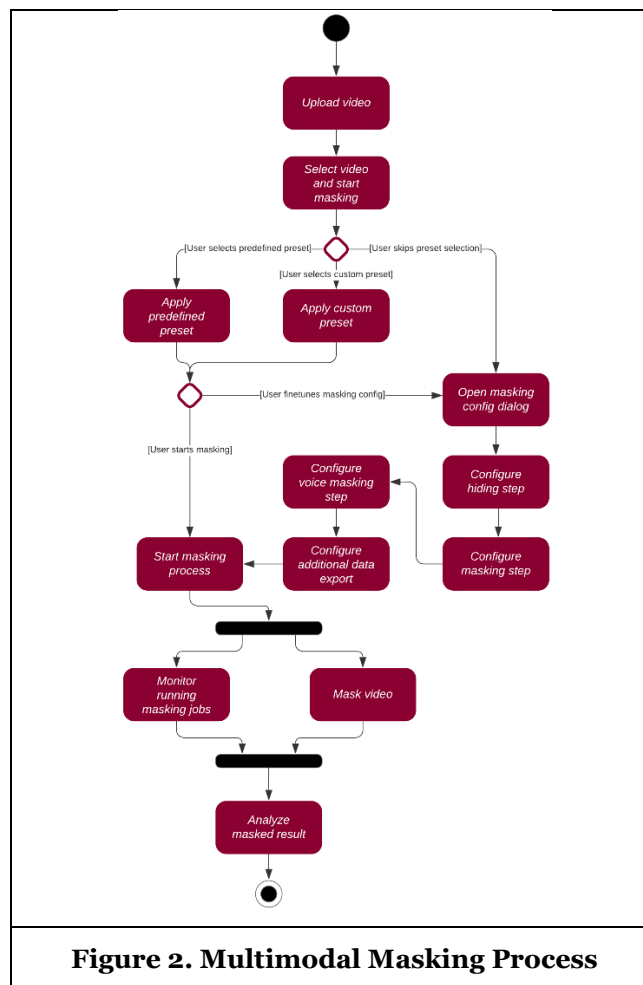 Upload video
Select video
and start
masking
[User selects predefined preset]
[User skips preset selection]
[User selects custom preset]
Apply
predefined
preset
Apply custom
preset
[User finetunes masking config]
Open masking
config dialog
[User starts masking]
Configure
voice masking
step
Configure
hiding step
Start masking
process
Configure
additional data
export
Configure
masking step
Monitor
running
masking jobs
Mask video
Analyze
masked result
Figure 2. Multimodal Masking Process